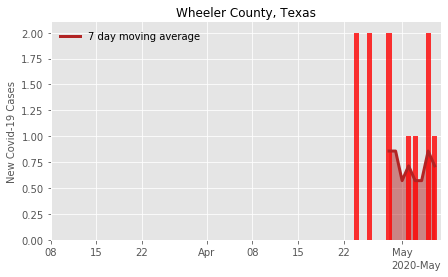 Wheeler County, Texas
7 day moving average
New Covid-19 Cases
2.00
1.75
1.50
1.25
1.00
0.75
0.50
0.25
0.00
08 15 22 Apr 08 15 22 May
2020-May